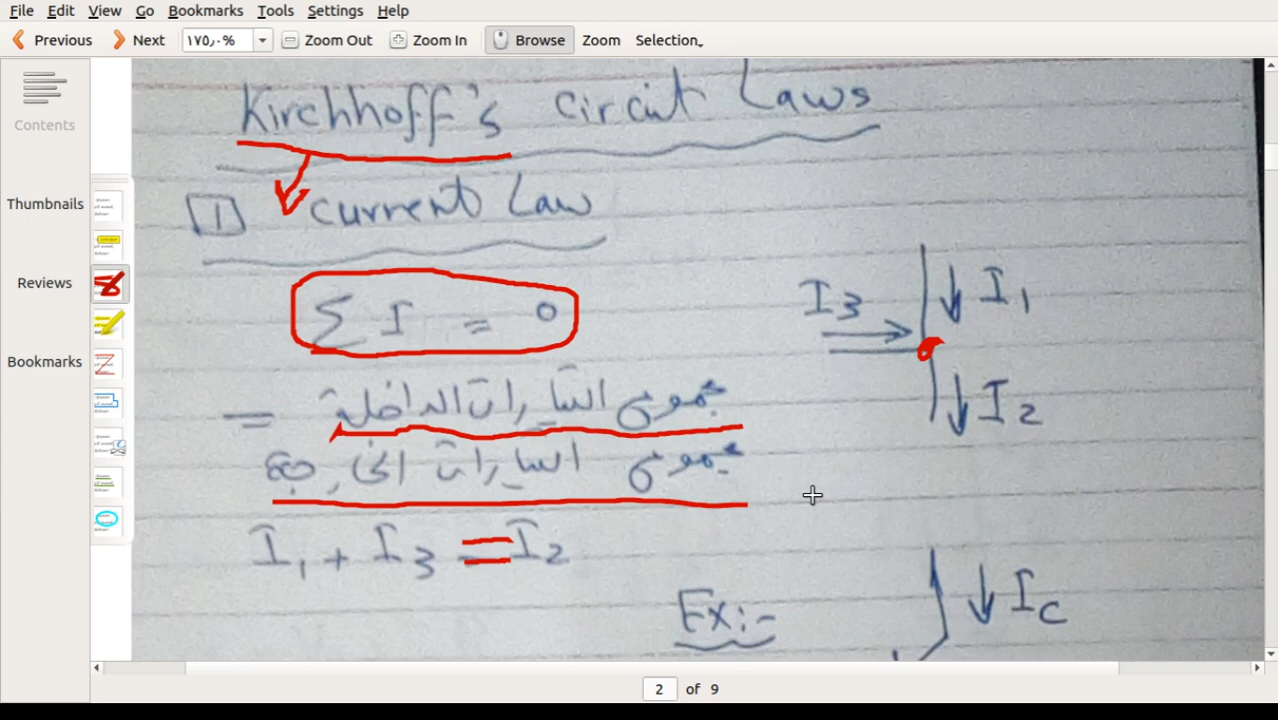 File Edit View Go Bookmarks Tools Settings Help
Previous Next ١٧٥٫٠% Zoom Out Zoom In Browse Zoom Selection
Contents
Thumbnails
Reviews
Bookmarks
Kirchhoff's circuit Laws
1 current Law
∑ I = 0
مجموع التيارات الداخلة =
مجموع التيارات الخارجة
I1 + I3 = I2
I3
I1
I2
Ex:-
Ic
2 of 9